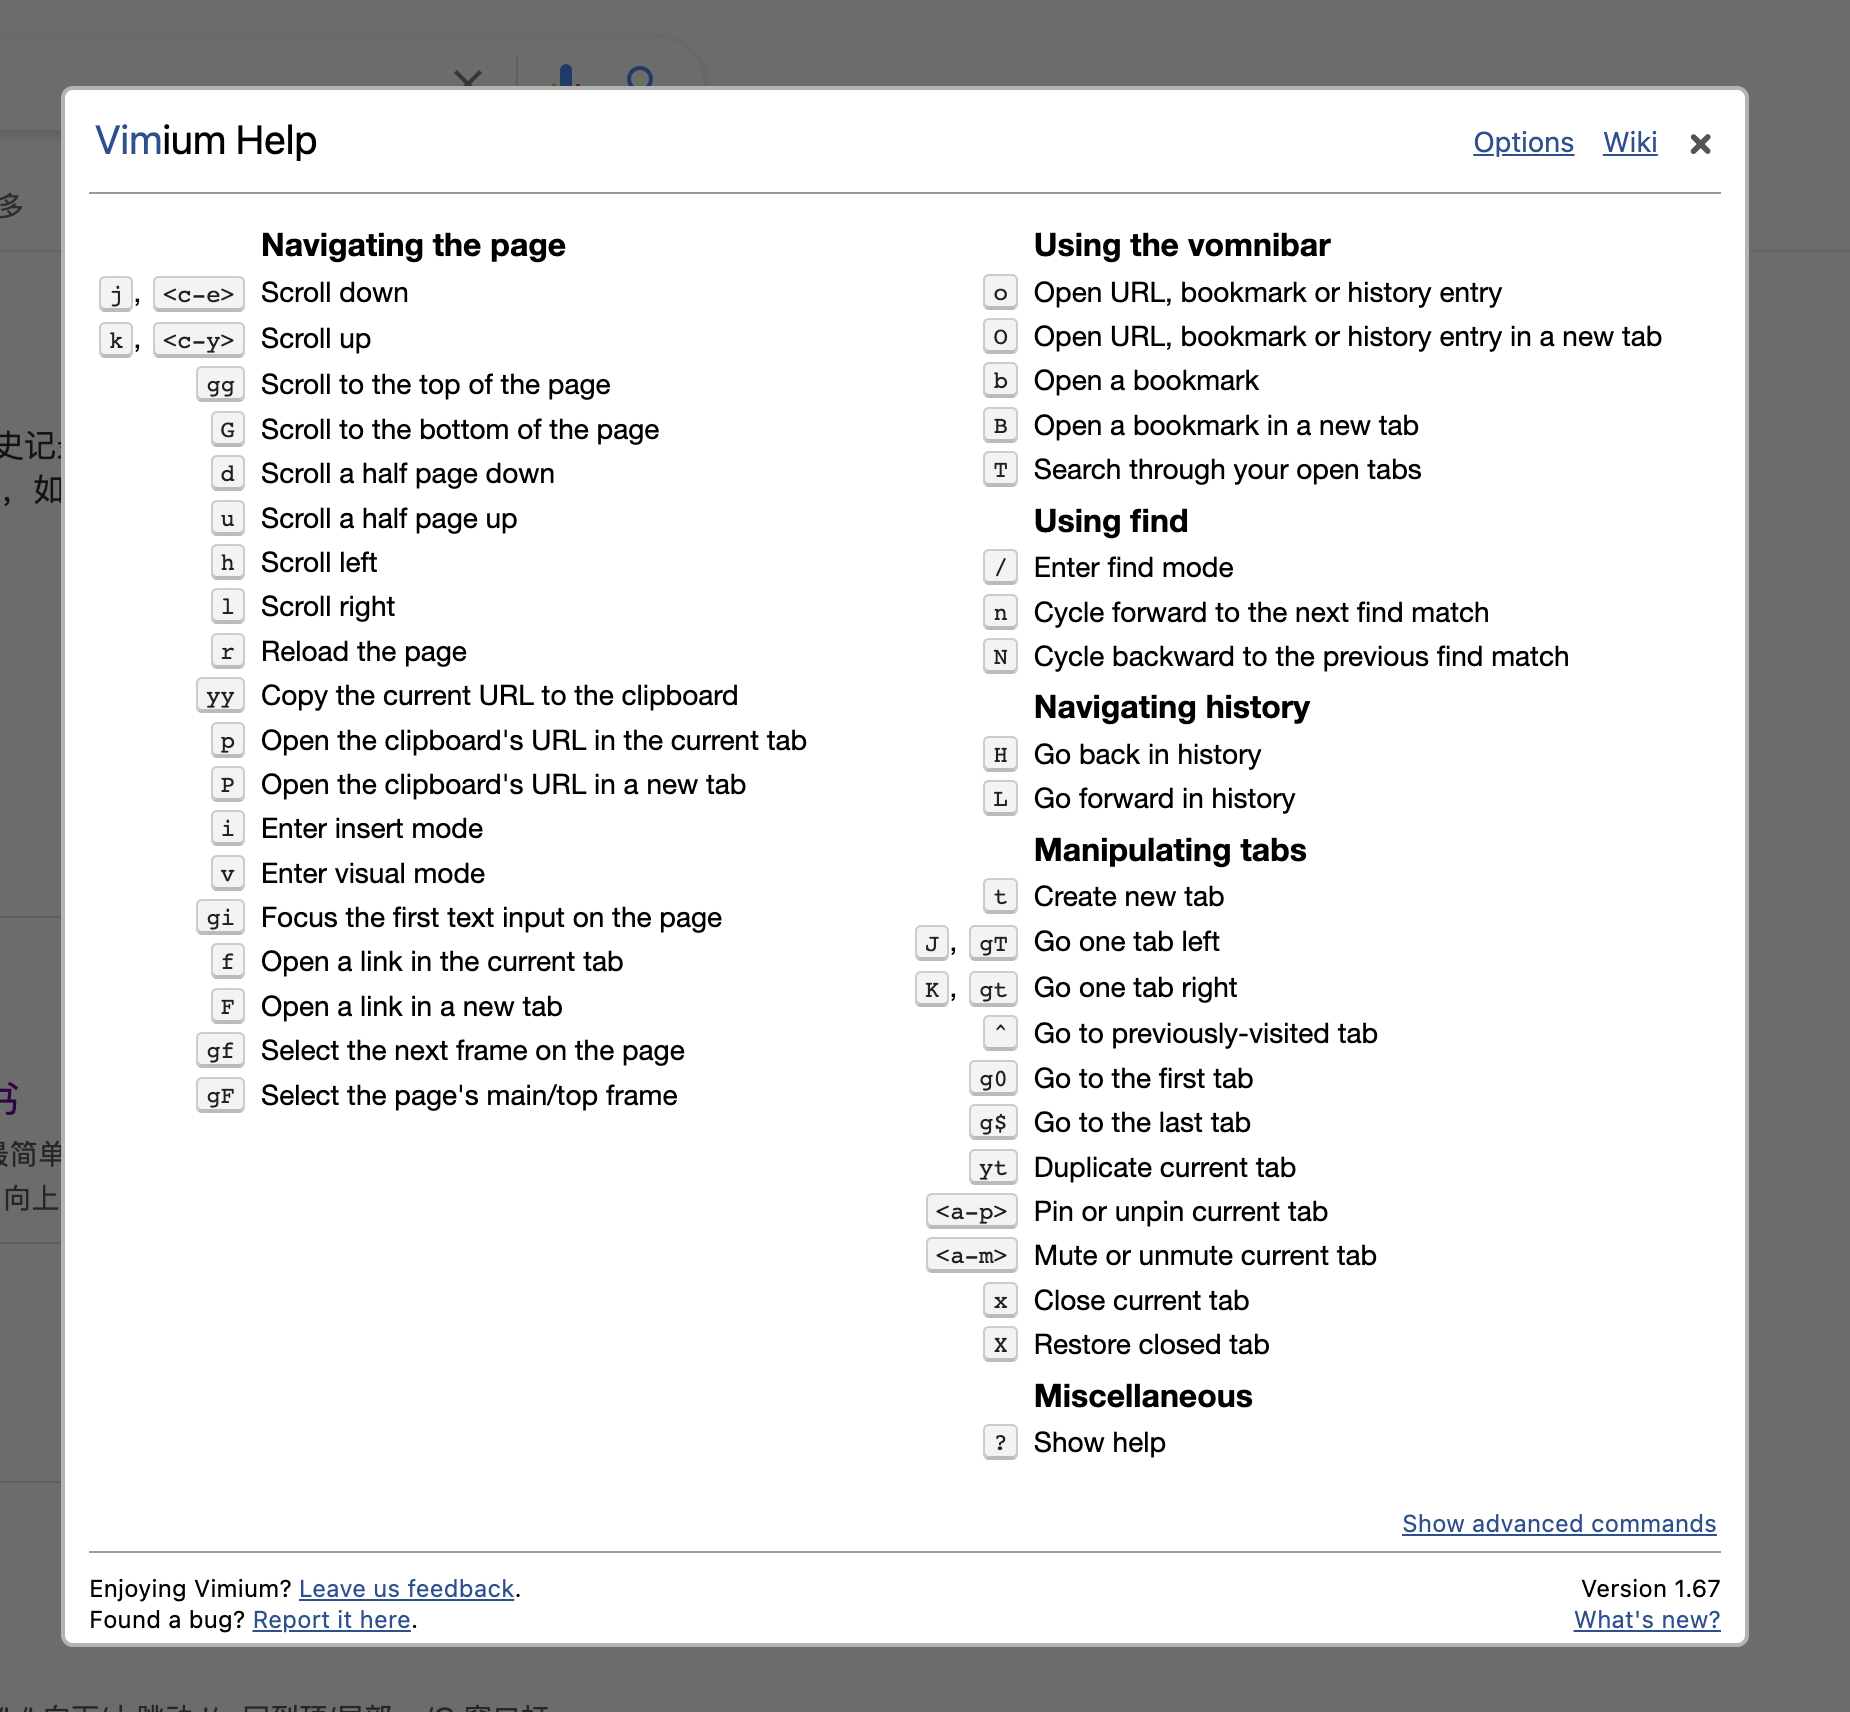 Vimium Help
Options Wiki
Navigating the page
j, <c-e> Scroll down
k, <c-y> Scroll up
gg Scroll to the top of the page
G Scroll to the bottom of the page
d Scroll a half page down
u Scroll a half page up
h Scroll left
l Scroll right
r Reload the page
yy Copy the current URL to the clipboard
p Open the clipboard's URL in the current tab
P Open the clipboard's URL in a new tab
i Enter insert mode
v Enter visual mode
gi Focus the first text input on the page
f Open a link in the current tab
F Open a link in a new tab
gf Select the next frame on the page
gF Select the page's main/top frame
Using the vomnibar
o Open URL, bookmark or history entry
O Open URL, bookmark or history entry in a new tab
b Open a bookmark
B Open a bookmark in a new tab
T Search through your open tabs
Using find
/ Enter find mode
n Cycle forward to the next find match
N Cycle backward to the previous find match
Navigating history
H Go back in history
L Go forward in history
Manipulating tabs
t Create new tab
J, gT Go one tab left
K, gt Go one tab right
^ Go to previously-visited tab
g0 Go to the first tab
g$ Go to the last tab
yt Duplicate current tab
<a-p> Pin or unpin current tab
<a-m> Mute or unmute current tab
x Close current tab
X Restore closed tab
Miscellaneous
? Show help
Show advanced commands
Enjoying Vimium? Leave us feedback.
Found a bug? Report it here.
Version 1.67
What's new?
多
史记
，如
书
最简单
向上